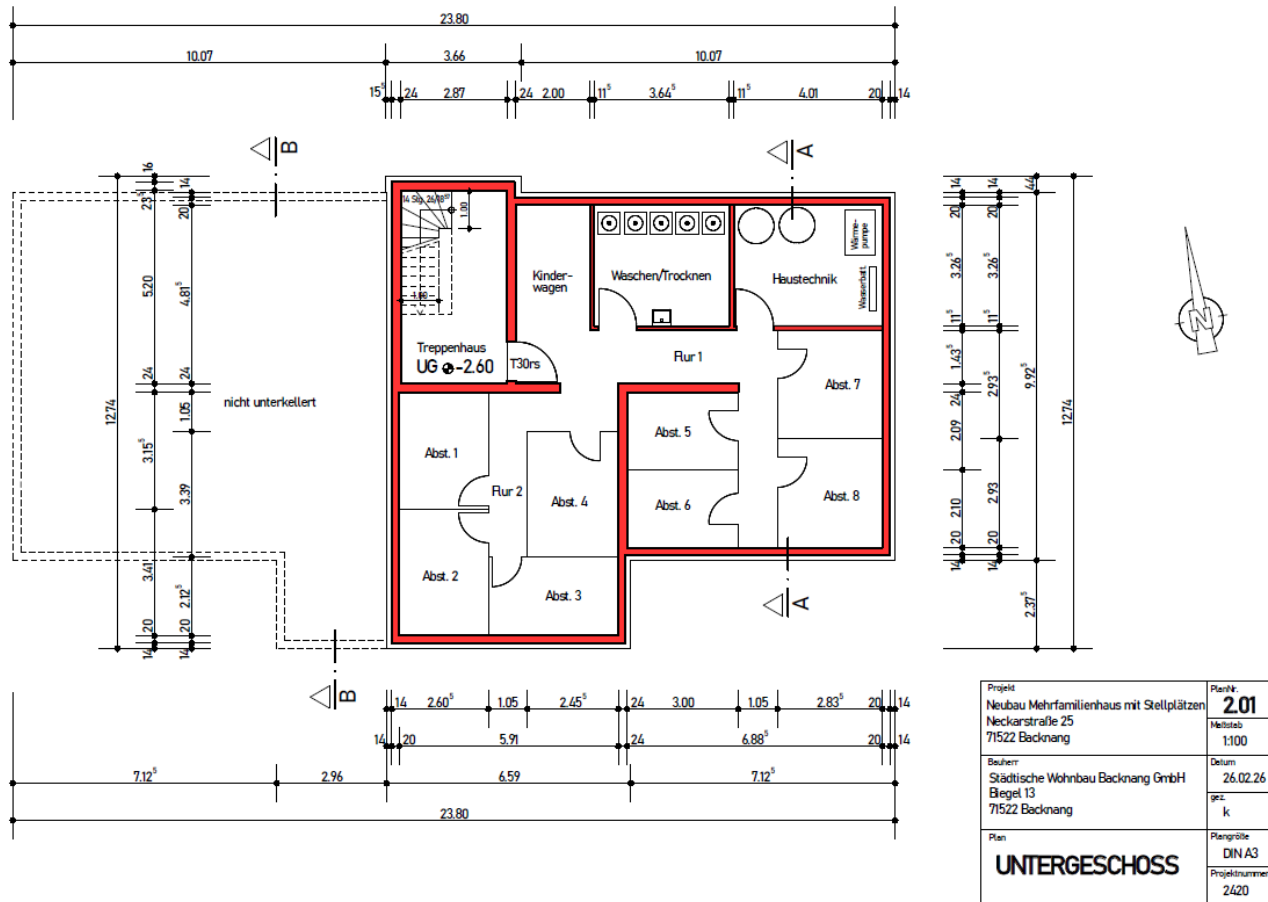 23.80
10.07 3.66 10.07
15⁵ 24 2.87 24 2.00 11⁵ 3.64⁵ 11⁵ 4.01 20 14
B
A
16
23⁵
5.20
24
3.15⁵
3.41
20
14
14
20
4.81⁵
24
1.05
3.39
2.12⁵
20
14
12.74
14 Stg. 26/18⁵⁷
1.00
1.00
Kinder-
wagen
Waschen/Trocknen
Haustechnik
Wärme-
pumpe
Wasserbatt.
Treppenhaus
UG -2.60
T30rs
Flur 1
nicht unterkellert
Abst. 1
Abst. 2
Flur 2
Abst. 4
Abst. 3
Abst. 5
Abst. 6
Abst. 7
Abst. 8
14
20
3.26⁵
11⁵
1.43⁵
24
2.09
2.10
20
14
14
20
3.26⁵
11⁵
2.93⁵
2.93
20
14
44
9.92⁵
2.37⁵
12.74
N
A
B
14 2.60⁵ 1.05 2.45⁵ 24 3.00 1.05 2.83⁵ 20 14
14 20 5.91 24 6.88⁵ 20 14
7.12⁵ 2.96 6.59 7.12⁵
23.80
Projekt
Neubau Mehrfamilienhaus mit Stellplätzen
Neckarstraße 25
71522 Backnang
PlanNr.
2.01
Maßstab
1:100
Bauherr
Städtische Wohnbau Backnang GmbH
Biegel 13
71522 Backnang
Datum
26.02.26
gez.
k
Plan
UNTERGESCHOSS
Plangröße
DIN A3
Projektnummer
2420